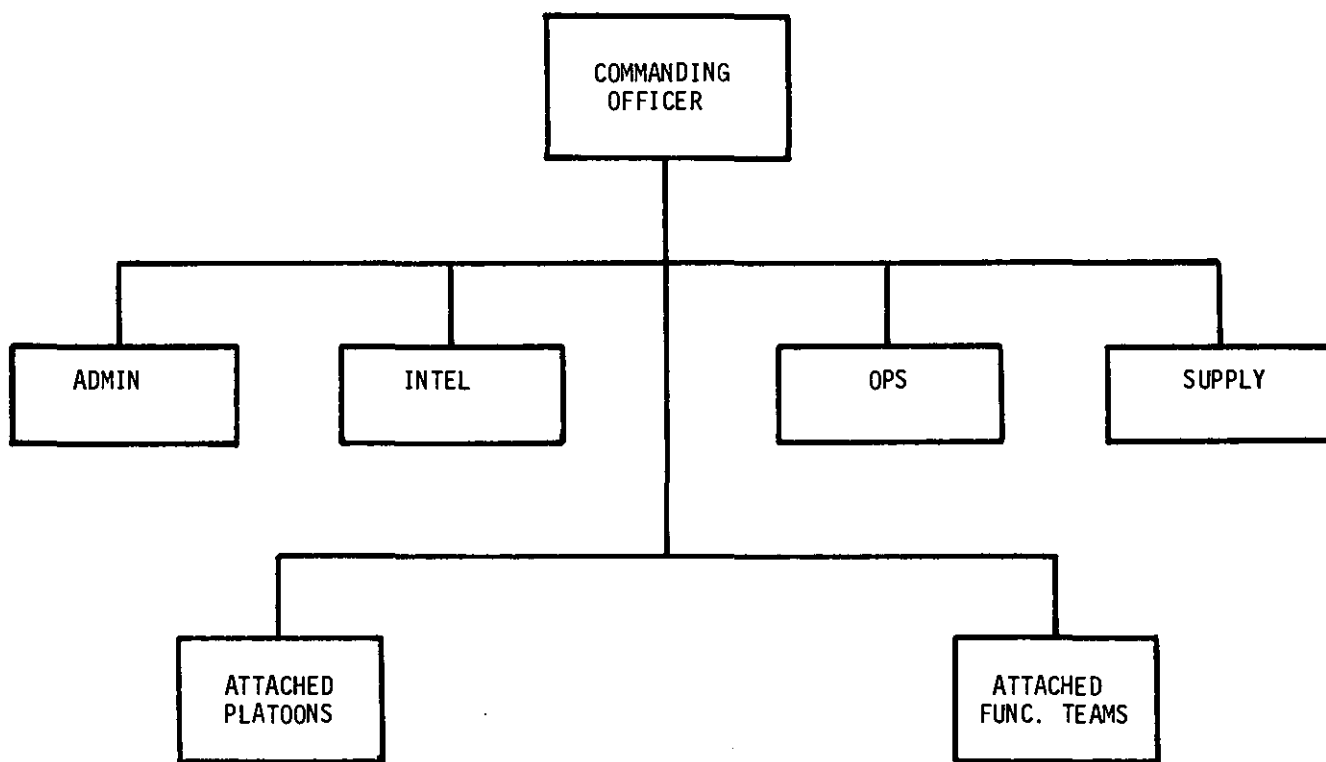 COMMANDING
OFFICER
ADMIN
INTEL
OPS
SUPPLY
ATTACHED
PLATOONS
ATTACHED
FUNC. TEAMS